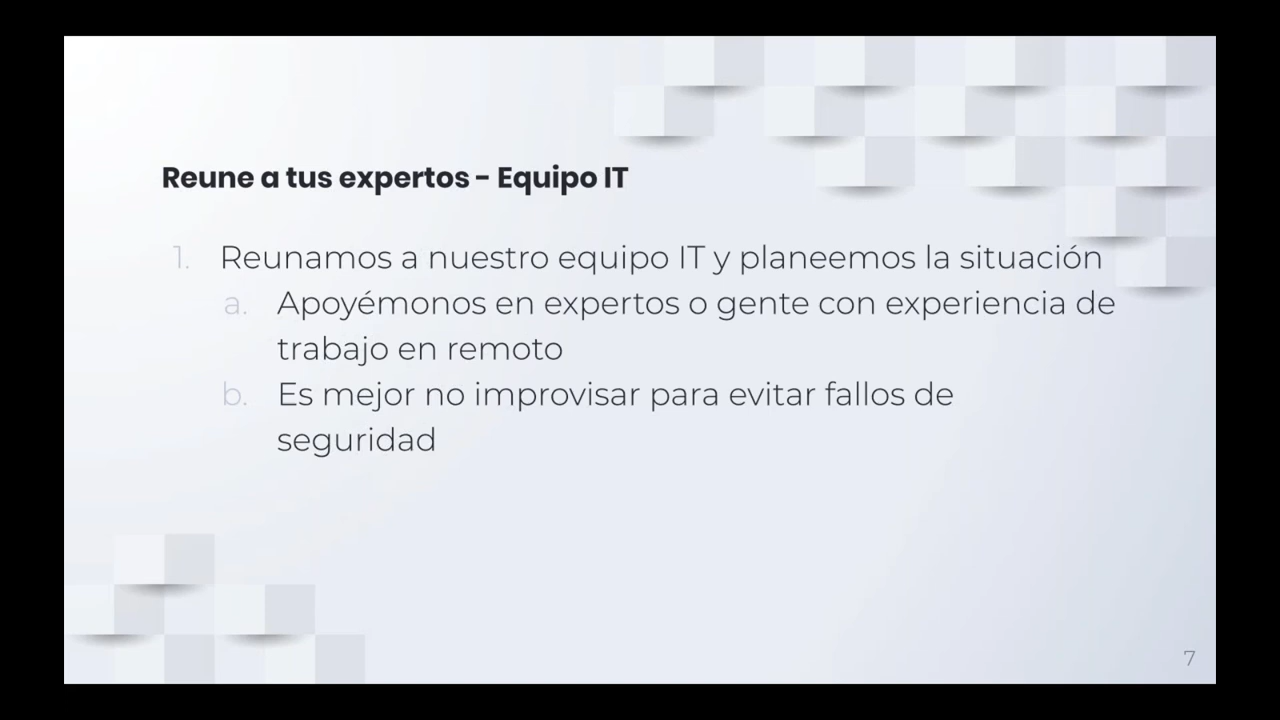 Reune a tus expertos - Equipo IT
1. Reunamos a nuestro equipo IT y planeemos la situación
a. Apoyémonos en expertos o gente con experiencia de
trabajo en remoto
b. Es mejor no improvisar para evitar fallos de
seguridad
7